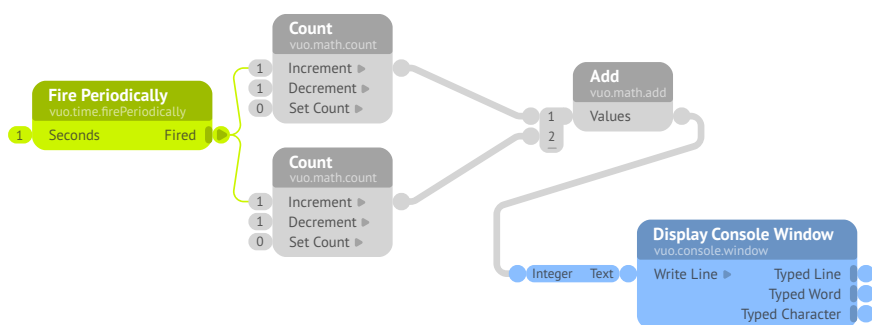 Count
vuo.math.count
1 Increment
1 Decrement
0 Set Count
Fire Periodically
vuo.time.firePeriodically
1 Seconds Fired
Add
vuo.math.add
1 Values
2
Count
vuo.math.count
1 Increment
1 Decrement
0 Set Count
Display Console Window
vuo.console.window
Integer Text Write Line Typed Line
Typed Word
Typed Character